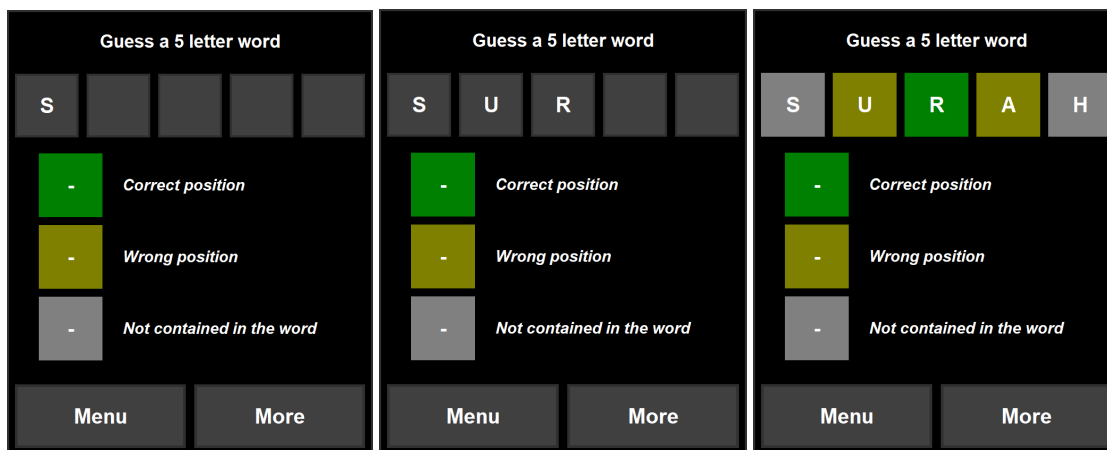 Guess a 5 letter word
S
- Correct position
- Wrong position
- Not contained in the word
Menu More
Guess a 5 letter word
S U R
- Correct position
- Wrong position
- Not contained in the word
Menu More
Guess a 5 letter word
S U R A H
- Correct position
- Wrong position
- Not contained in the word
Menu More